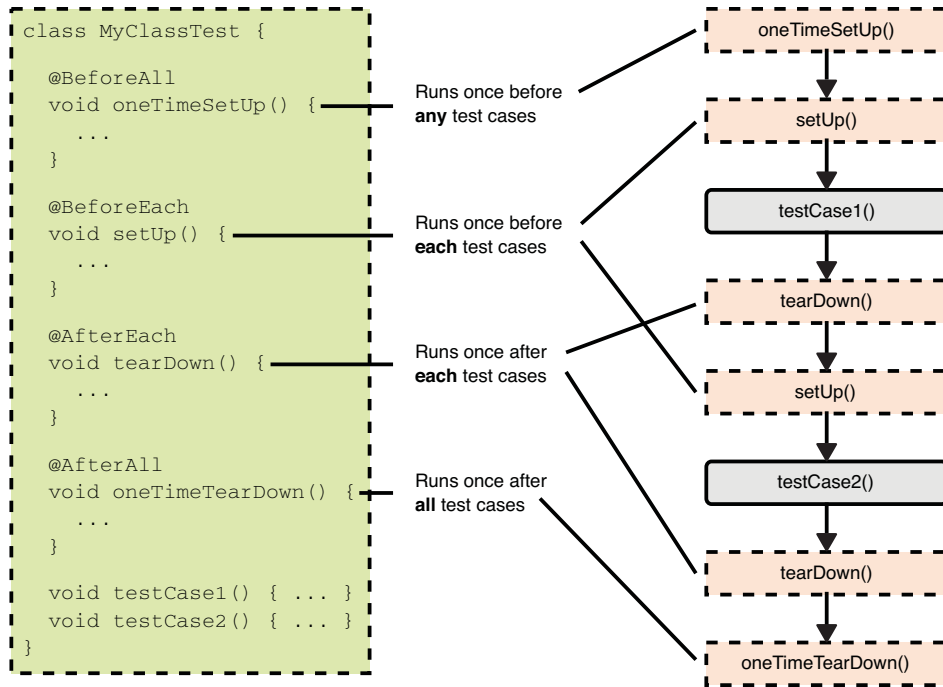 class MyClassTest {
@BeforeAll
void oneTimeSetUp() {
...
}
@BeforeEach
void setUp() {
...
}
@AfterEach
void tearDown() {
...
}
@AfterAll
void oneTimeTearDown() {
...
}
void testCase1() { ... }
void testCase2() { ... }
}
Runs once before
any test cases
Runs once before
each test cases
Runs once after
each test cases
Runs once after
all test cases
oneTimeSetUp()
setUp()
testCase1()
tearDown()
setUp()
testCase2()
tearDown()
oneTimeTearDown()